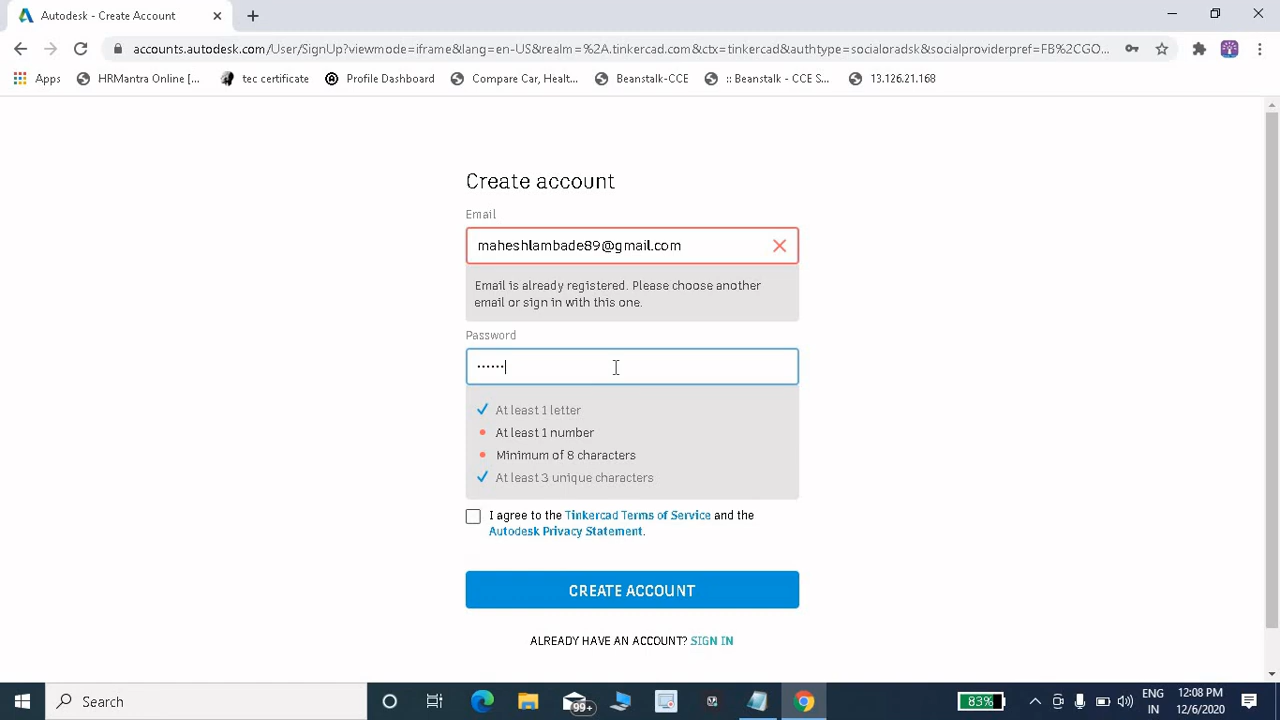 Autodesk - Create Account
accounts.autodesk.com/User/SignUp?viewmode=iframe&lang=en-US&realm=%2A.tinkercad.com&ctx=tinkercad&authtype=socialoradsk&socialproviderpref=FB%2CGO...
Apps HRMantra Online [... tec certificate Profile Dashboard Compare Car, Healt... Beanstalk-CCE :: Beanstalk - CCE S... 13.126.21.168
Create account
Email
maheshlambade89@gmail.com
Email is already registered. Please choose another
email or sign in with this one.
Password
••••••
At least 1 letter
At least 1 number
Minimum of 8 characters
At least 3 unique characters
I agree to the Tinkercad Terms of Service and the
Autodesk Privacy Statement.
CREATE ACCOUNT
ALREADY HAVE AN ACCOUNT? SIGN IN
Search
99+
83%
ENG
IN
12:08 PM
12/6/2020